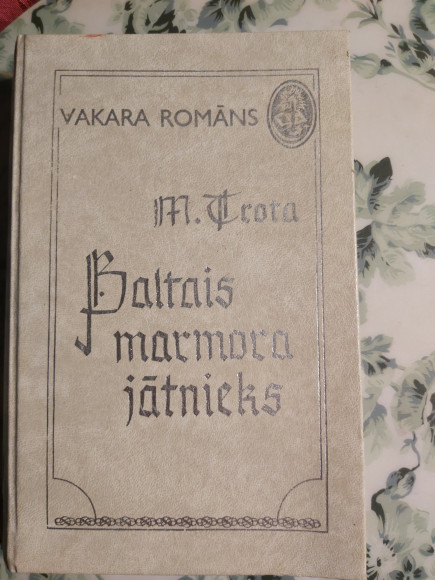 VAKARA ROMĀNS
M. Trota
Baltais
marmora
jātnieks